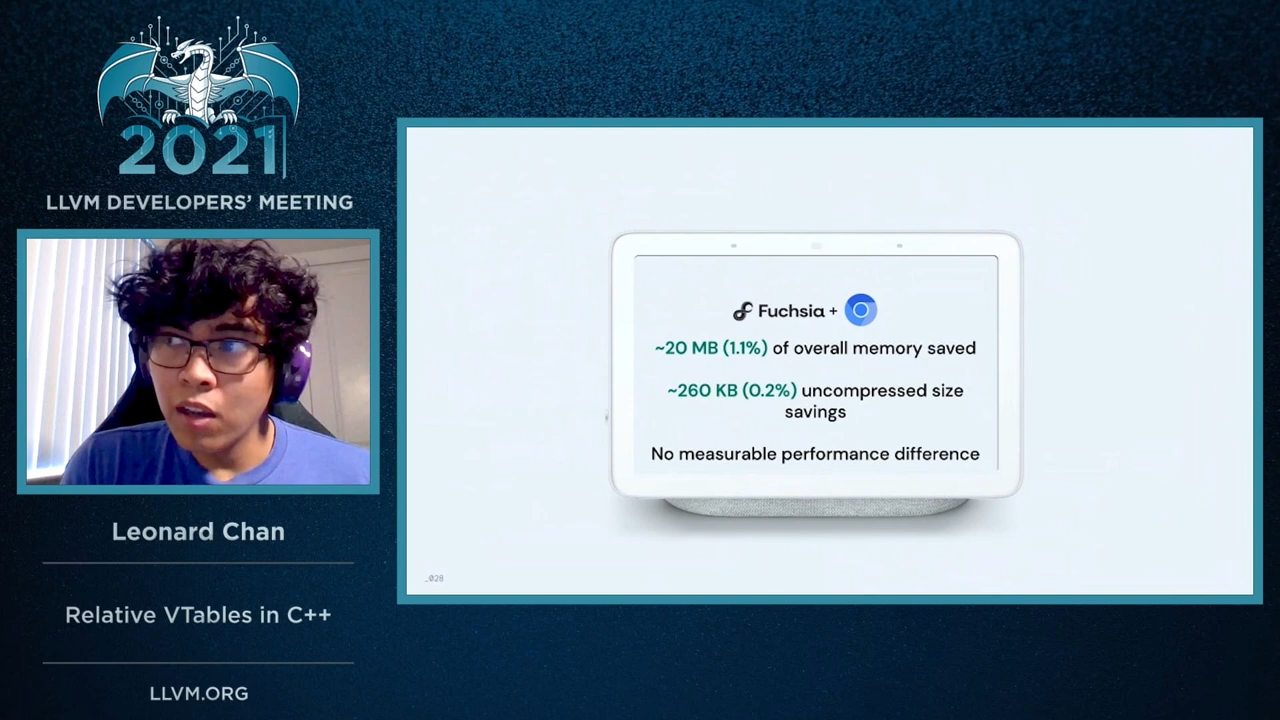 2021
LLVM DEVELOPERS' MEETING
Leonard Chan
Relative VTables in C++
LLVM.ORG
Fuchsia +
~20 MB (1.1%) of overall memory saved
~260 KB (0.2%) uncompressed size
savings
No measurable performance difference
_028